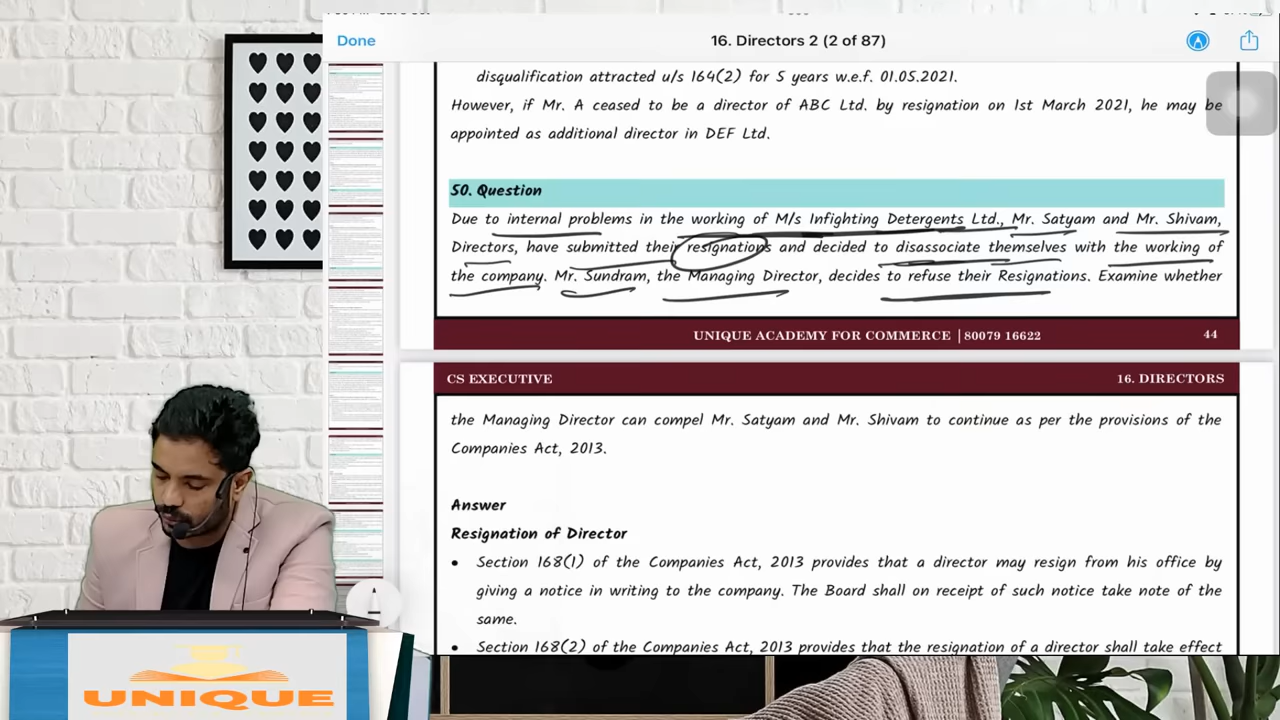 Done
16. Directors 2 (2 of 87)
disqualification attracted u/s 164(2) for 5 years w.e.f. 01.05.2021.
However, if Mr. A ceased to be a director in ABC Ltd. by resignation on 1st March 2021, he may be
appointed as additional director in DEF Ltd.
50. Question
Due to internal problems in the working of the Firefighting Detergents Ltd., Mr. Satyam and Mr. Shivam,
Directors have submitted their resignation and decided to disassociate themselves with the working of
the company. Mr. Sundram, the Managing Director decides to refuse their Resignations. Examine whether
UNIQUE ACADEMY FOR COMMERCE |80079 16622
44
CS EXECUTIVE
16. DIRECTORS
the Managing Director can compel Mr. Satyam and Mr. Shivam to continue as per the provisions of the
Companies Act, 2013.
Answer
Resignation of Director
• Section 168(1) of the Companies Act, 2013 provides that a director may resign from his office by
giving a notice in writing to the company. The Board shall on receipt of such notice take note of the
same.
• Section 168(2) of the Companies Act, 2013 provides that the resignation of a director shall take effect
UNIQUE